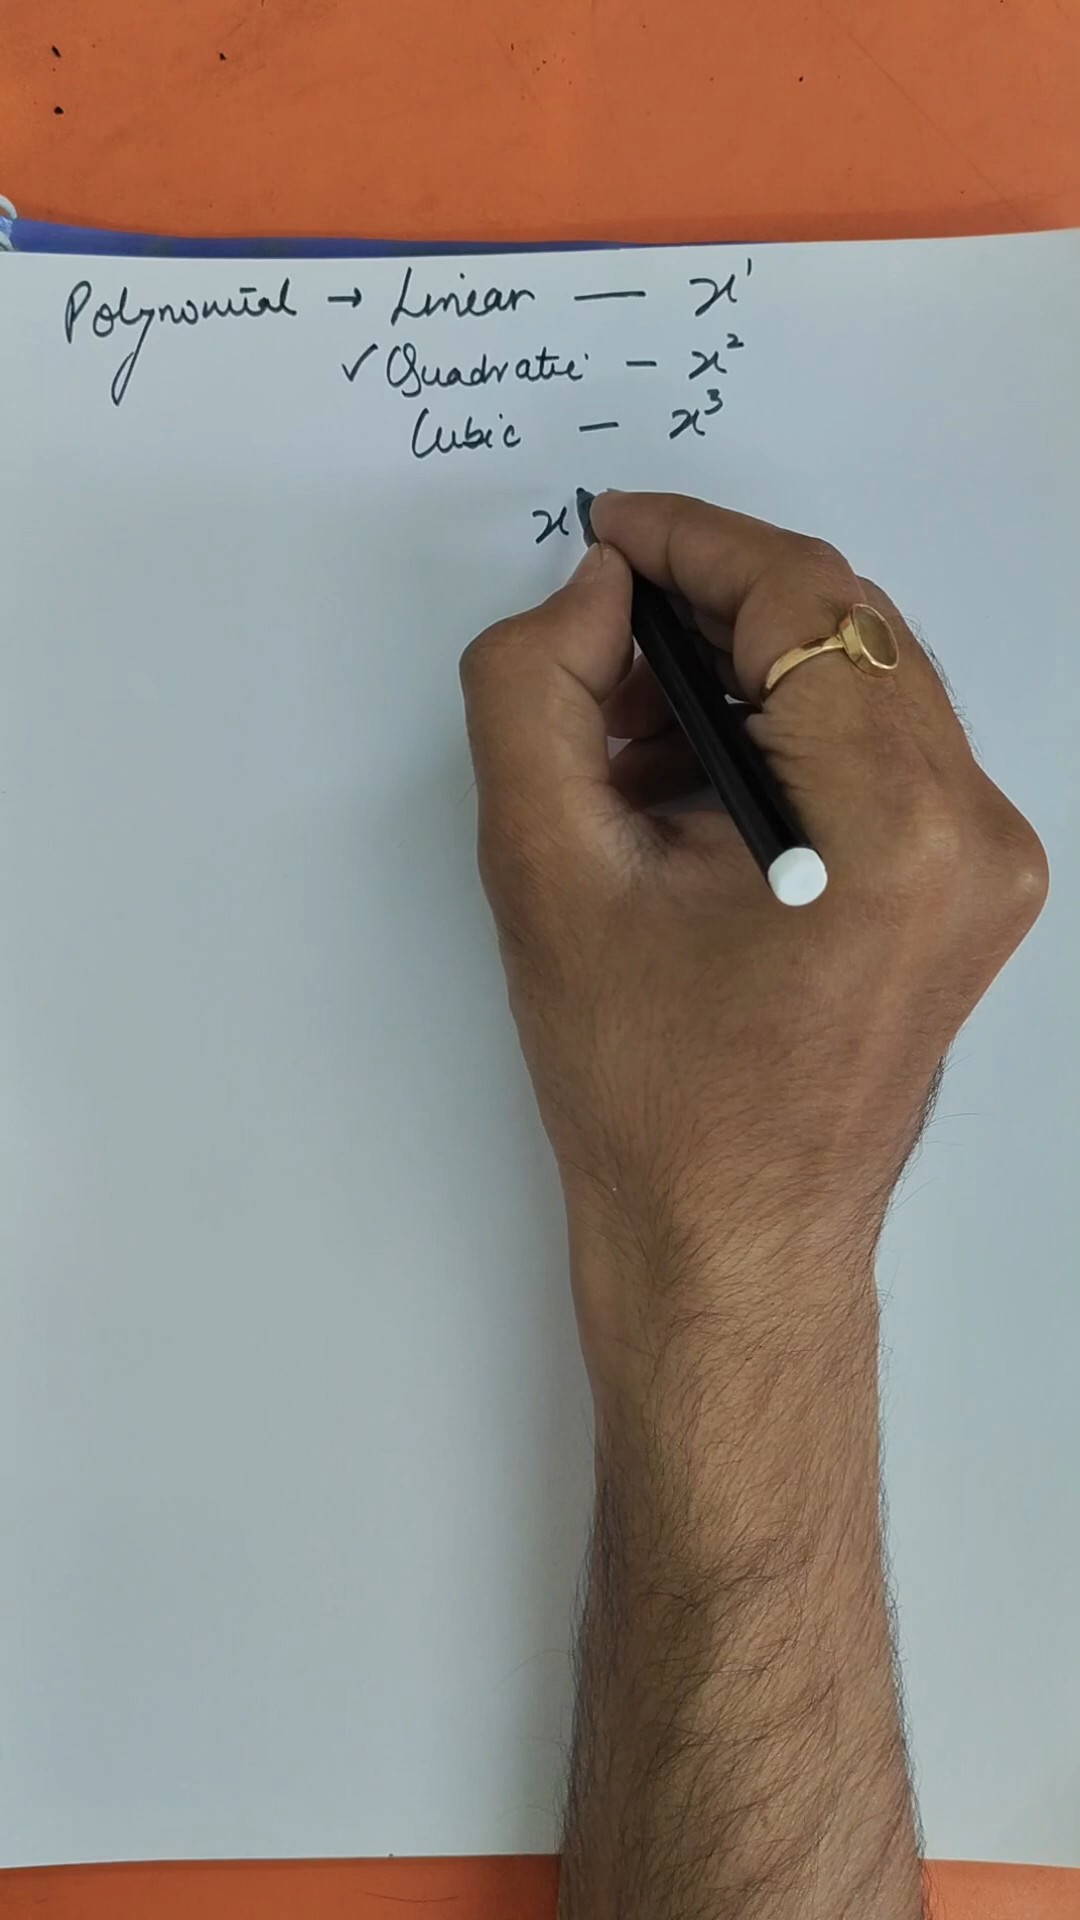 Polynomial → Linear — x¹
✓ Quadratic - x²
Cubic - x³
x